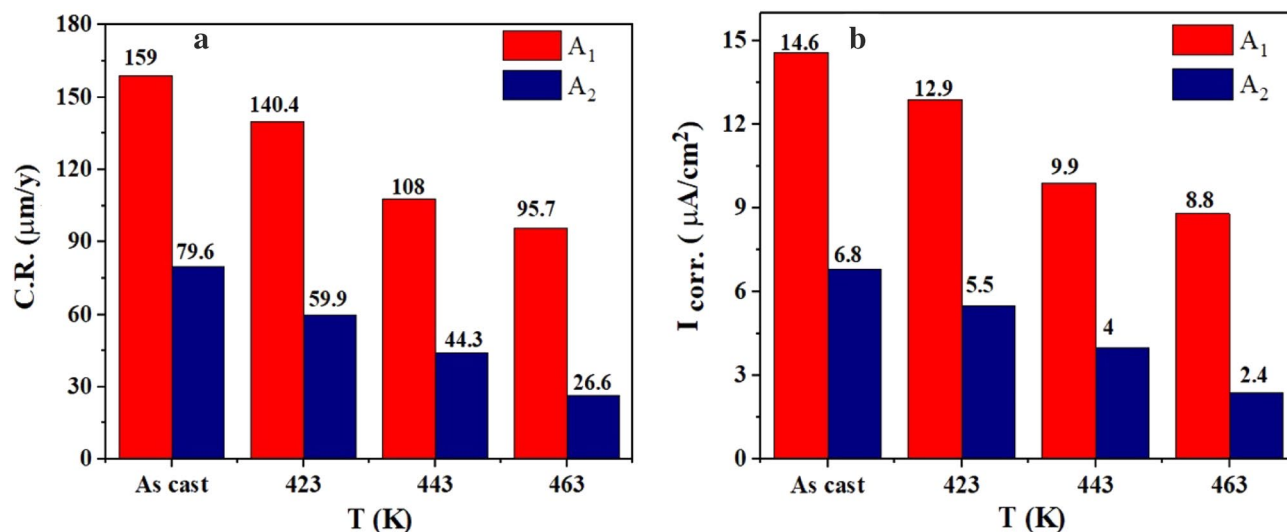 a
A1
A2
180
150
120
90
60
30
0
C.R. (μm/y)
159
140.4
108
95.7
79.6
59.9
44.3
26.6
As cast 423 443 463
T (K)
b
A1
A2
15
12
9
6
3
0
I corr. ( μA/cm²)
14.6
12.9
9.9
8.8
6.8
5.5
4
2.4
As cast 423 443 463
T (K)